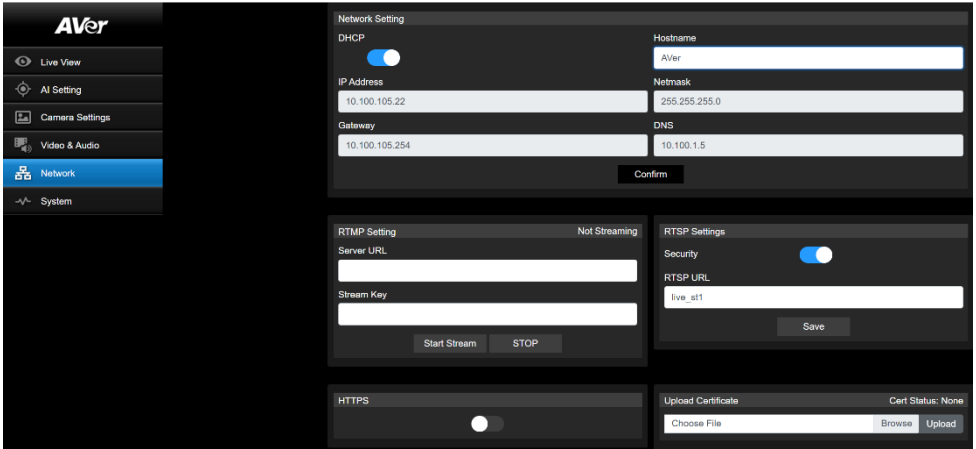 AVer
Live View
AI Setting
Camera Settings
Video & Audio
Network
System
Network Setting
DHCP
Hostname
AVer
IP Address
Netmask
10.100.105.22
255.255.255.0
Gateway
DNS
10.100.105.254
10.100.1.5
Confirm
RTMP Setting
Not Streaming
Server URL
Stream Key
Start Stream
STOP
RTSP Settings
Security
RTSP URL
live_st1
Save
HTTPS
Upload Certificate
Cert Status: None
Choose File
Browse
Upload